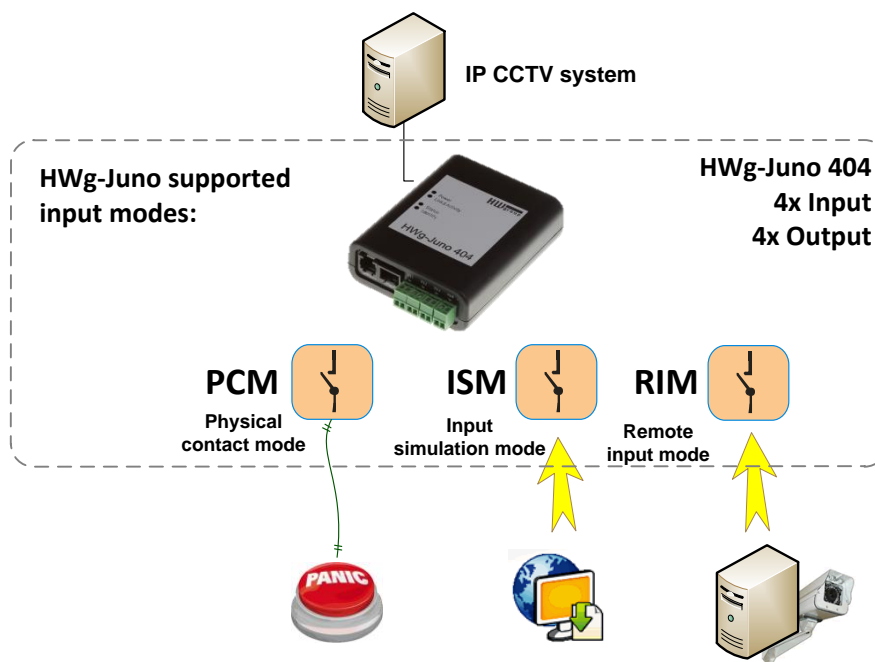 IP CCTV system
HWg-Juno supported
input modes:
HWg-Juno 404
4x Input
4x Output
HWg-Juno 404
PCM
Physical
contact mode
ISM
Input
simulation mode
RIM
Remote
input mode
PANIC